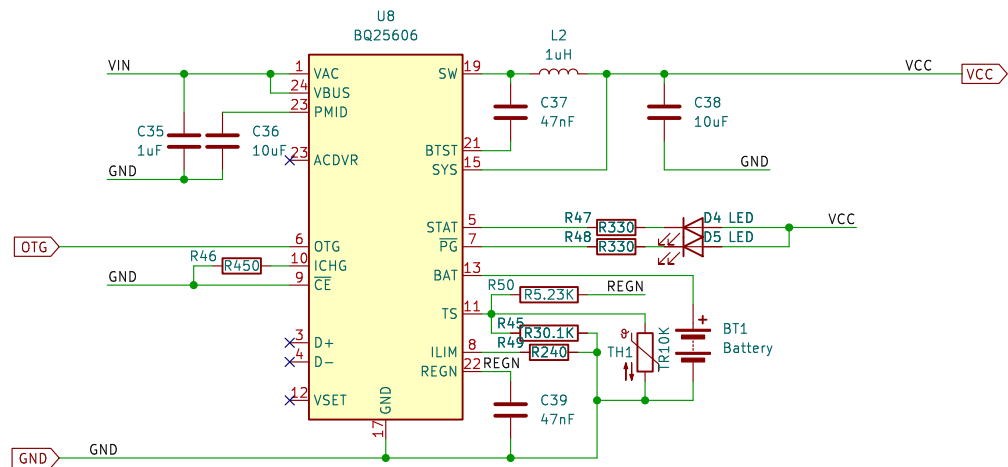 U8
BQ25606
L2
1uH
VIN
1 VAC
24 VBUS
23 PMID
23 ACDVR
SW 19
VCC
VCC
C35
1uF
C36
10uF
GND
C37
47nF
C38
10uF
BTST 21
SYS 15
GND
OTG
6 OTG
STAT 5
R47
R330
D4 LED
VCC
PG 7
R48
R330
D5 LED
R46
R450
10 ICHG
GND
9 CE
BAT 13
R50
R5.23K
REGN
TS 11
R45
R30.1K
3 D+
4 D-
ILIM 8
R49
R240
TH1
TR10K
BT1
Battery
REGN 22
REGN
12 VSET
GND
17
C39
47nF
GND
GND